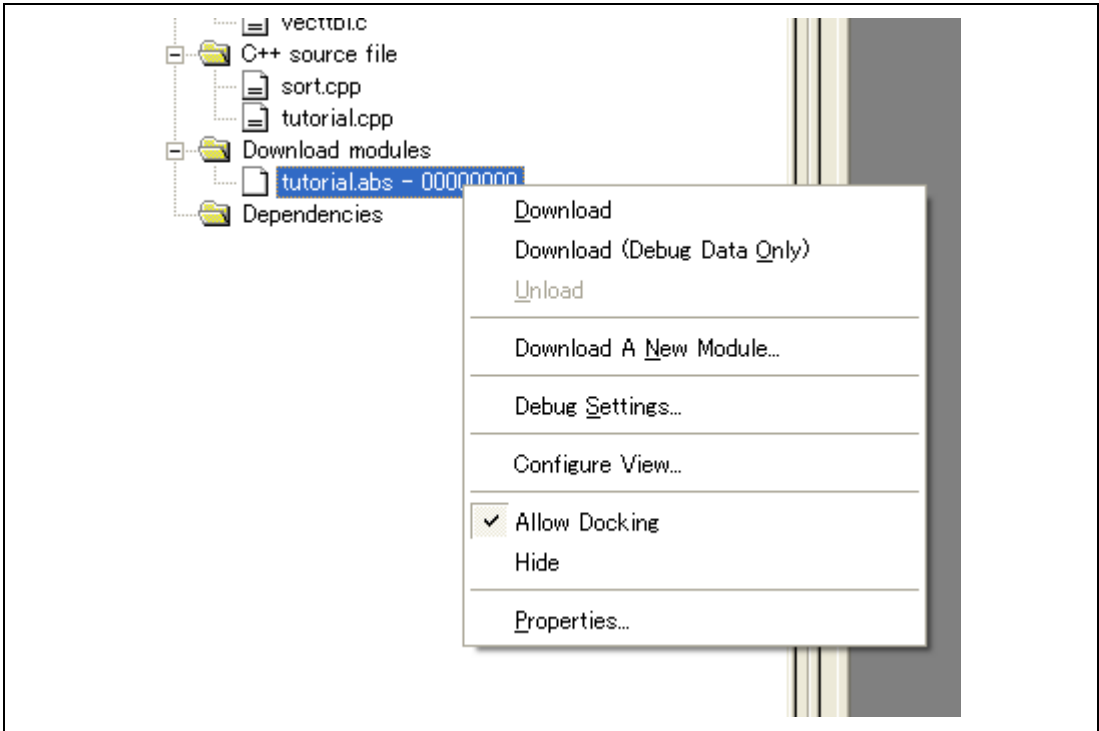 vecttbl.c
C++ source file
sort.cpp
tutorial.cpp
Download modules
tutorial.abs - 00000000
Dependencies
Download
Download (Debug Data Only)
Unload
Download A New Module...
Debug Settings...
Configure View...
Allow Docking
Hide
Properties...